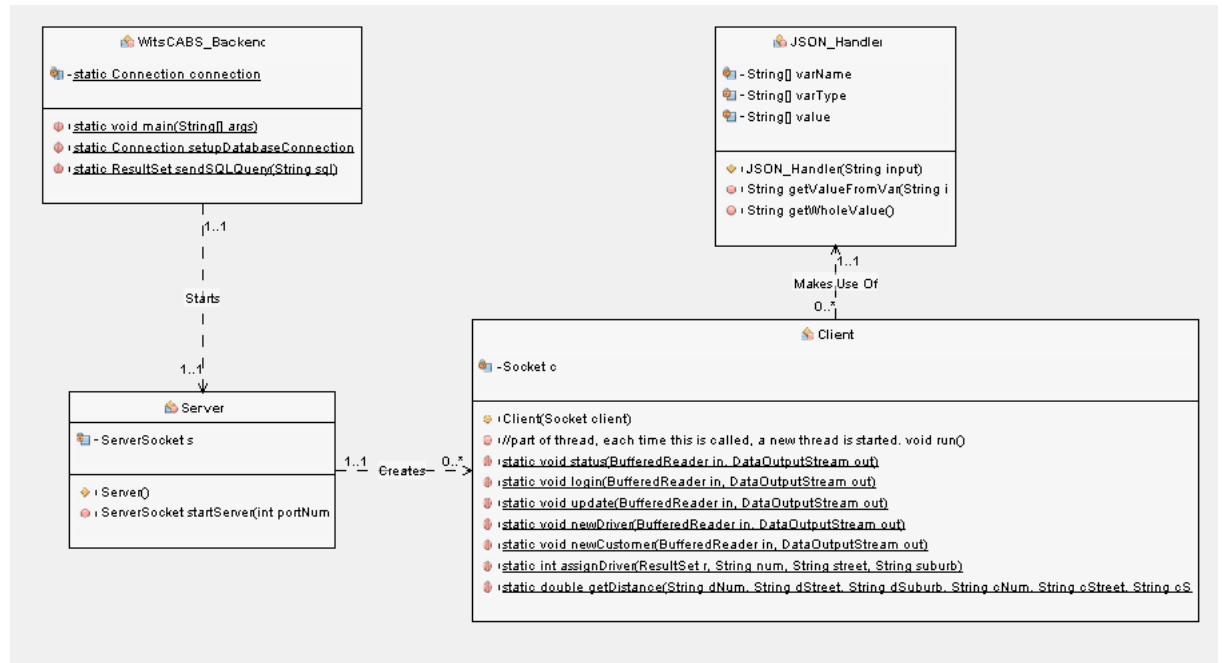 WitsCABS_Backend
-static Connection connection
static void main(String[] args)
static Connection setupDatabaseConnection
static ResultSet sendSQLQuery(String sql)
JSON_Handler
- String[] varName
- String[] varType
- String[] value
JSON_Handler(String input)
String getValueFromVar(String i
String getWholeValue()
1..1
Starts
1..1
1..1
Makes Use Of
0..*
Server
- ServerSocket s
Server()
ServerSocket startServer(int portNum
1..1 Creates 0..*
Client
-Socket c
Client(Socket client)
//part of thread, each time this is called, a new thread is started. void run()
static void status(BufferedReader in, DataOutputStream out)
static void login(BufferedReader in, DataOutputStream out)
static void update(BufferedReader in, DataOutputStream out)
static void newDriver(BufferedReader in, DataOutputStream out)
static void newCustomer(BufferedReader in, DataOutputStream out)
static int assignDriver(ResultSet r, String num, String street, String suburb)
static double getDistance(String dNum, String dStreet, String dSuburb, String cNum, String cStreet, String cS